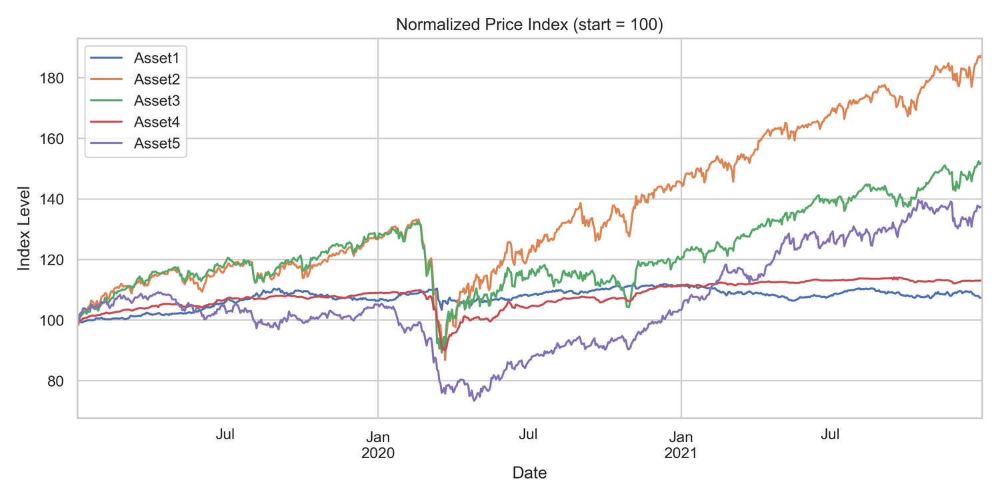 Normalized Price Index (start = 100)
Asset1
Asset2
Asset3
Asset4
Asset5
Index Level
180
160
140
120
100
80
Jul
Jan
2020
Jul
Jan
2021
Jul
Date